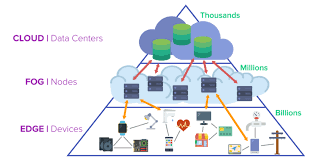 Thousands
CLOUD | Data Centers
Millions
FOG | Nodes
Billions
EDGE | Devices